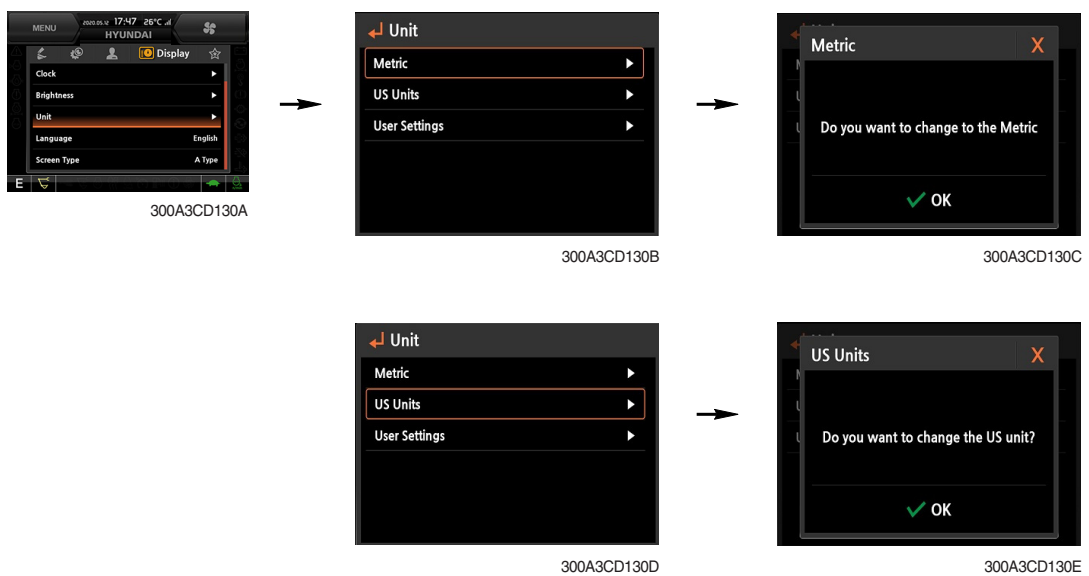 MENU
2020.05.12 17:47 26°C
HYUNDAI
Display
Clock
Brightness
Unit
Language English
Screen Type A Type
E
300A3CD130A
Unit
Metric
US Units
User Settings
300A3CD130B
Metric X
Do you want to change to the Metric
OK
300A3CD130C
Unit
Metric
US Units
User Settings
300A3CD130D
US Units X
Do you want to change the US unit?
OK
300A3CD130E